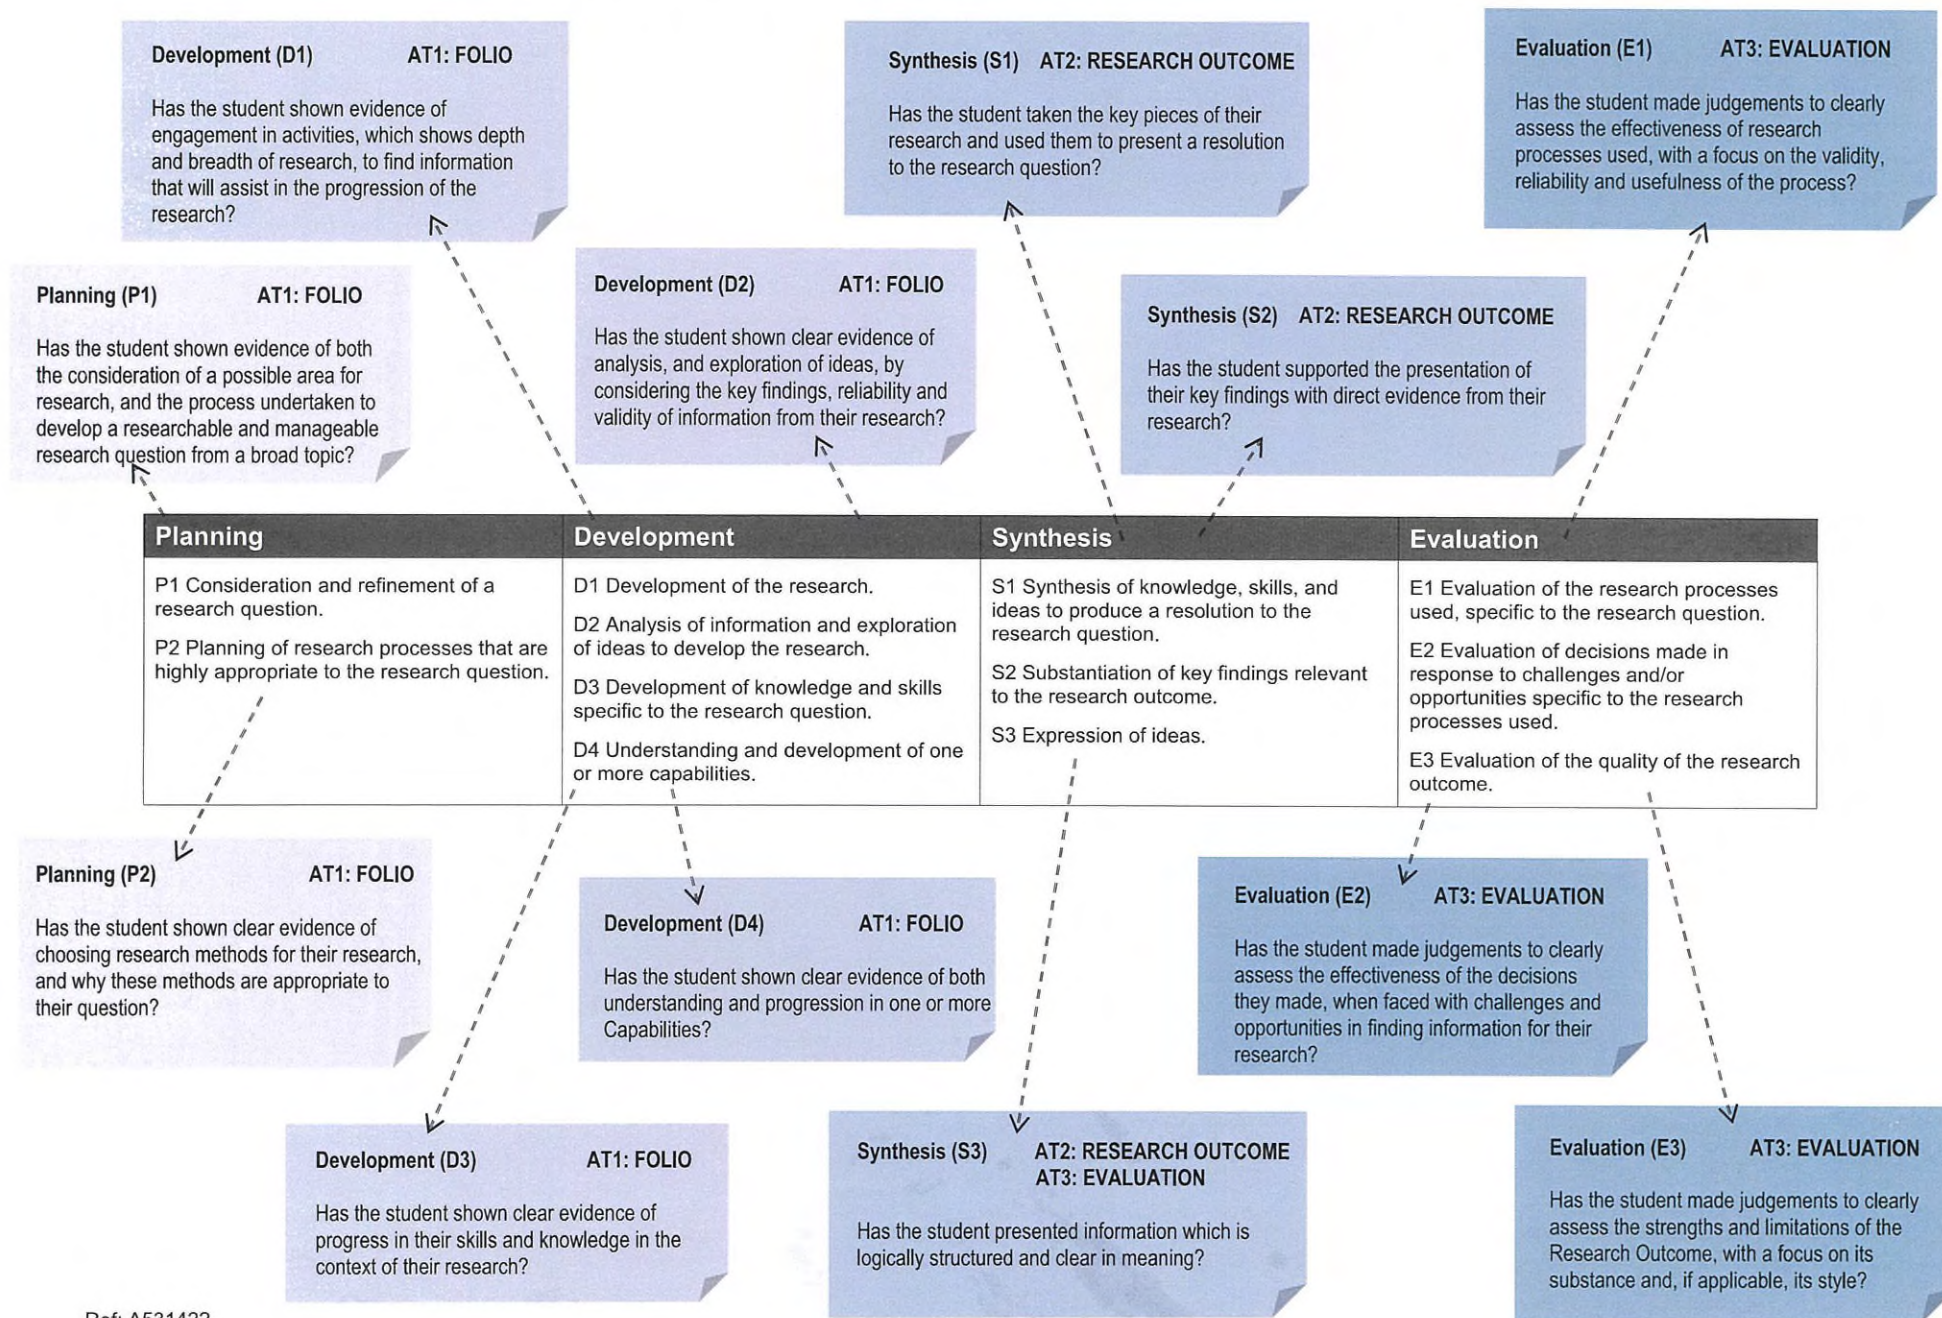 Development (D1) AT1: FOLIO
Has the student shown evidence of
engagement in activities, which shows depth
and breadth of research, to find information
that will assist in the progression of the
research?
Synthesis (S1) AT2: RESEARCH OUTCOME
Has the student taken the key pieces of their
research and used them to present a resolution
to the research question?
Evaluation (E1) AT3: EVALUATION
Has the student made judgements to clearly
assess the effectiveness of research
processes used, with a focus on the validity,
reliability and usefulness of the process?
Planning (P1) AT1: FOLIO
Has the student shown evidence of both
the consideration of a possible area for
research, and the process undertaken to
develop a researchable and manageable
research question from a broad topic?
Development (D2) AT1: FOLIO
Has the student shown clear evidence of
analysis, and exploration of ideas, by
considering the key findings, reliability and
validity of information from their research?
Synthesis (S2) AT2: RESEARCH OUTCOME
Has the student supported the presentation of
their key findings with direct evidence from their
research?
Planning
P1 Consideration and refinement of a
research question.
P2 Planning of research processes that are
highly appropriate to the research question.
Development
D1 Development of the research.
D2 Analysis of information and exploration
of ideas to develop the research.
D3 Development of knowledge and skills
specific to the research question.
D4 Understanding and development of one
or more capabilities.
Synthesis
S1 Synthesis of knowledge, skills, and
ideas to produce a resolution to the
research question.
S2 Substantiation of key findings relevant
to the research outcome.
S3 Expression of ideas.
Evaluation
E1 Evaluation of the research processes
used, specific to the research question.
E2 Evaluation of decisions made in
response to challenges and/or
opportunities specific to the research
processes used.
E3 Evaluation of the quality of the research
outcome.
Planning (P2) AT1: FOLIO
Has the student shown clear evidence of
choosing research methods for their research,
and why these methods are appropriate to
their question?
Development (D4) AT1: FOLIO
Has the student shown clear evidence of both
understanding and progression in one or more
Capabilities?
Evaluation (E2) AT3: EVALUATION
Has the student made judgements to clearly
assess the effectiveness of the decisions
they made, when faced with challenges and
opportunities in finding information for their
research?
Development (D3) AT1: FOLIO
Has the student shown clear evidence of
progress in their skills and knowledge in the
context of their research?
Synthesis (S3) AT2: RESEARCH OUTCOME
AT3: EVALUATION
Has the student presented information which is
logically structured and clear in meaning?
Evaluation (E3) AT3: EVALUATION
Has the student made judgements to clearly
assess the strengths and limitations of the
Research Outcome, with a focus on its
substance and, if applicable, its style?
Ref: A531422